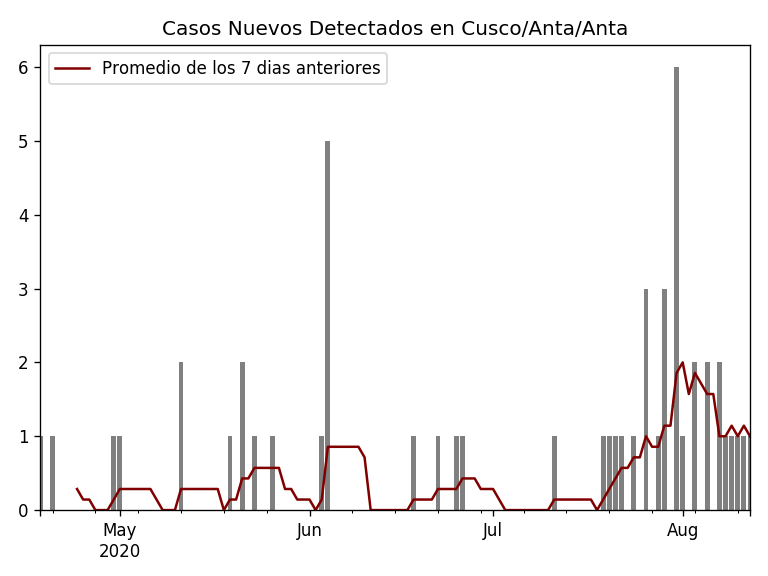 Casos Nuevos Detectados en Cusco/Anta/Anta
Promedio de los 7 dias anteriores
6
5
4
3
2
1
0
May
2020
Jun
Jul
Aug